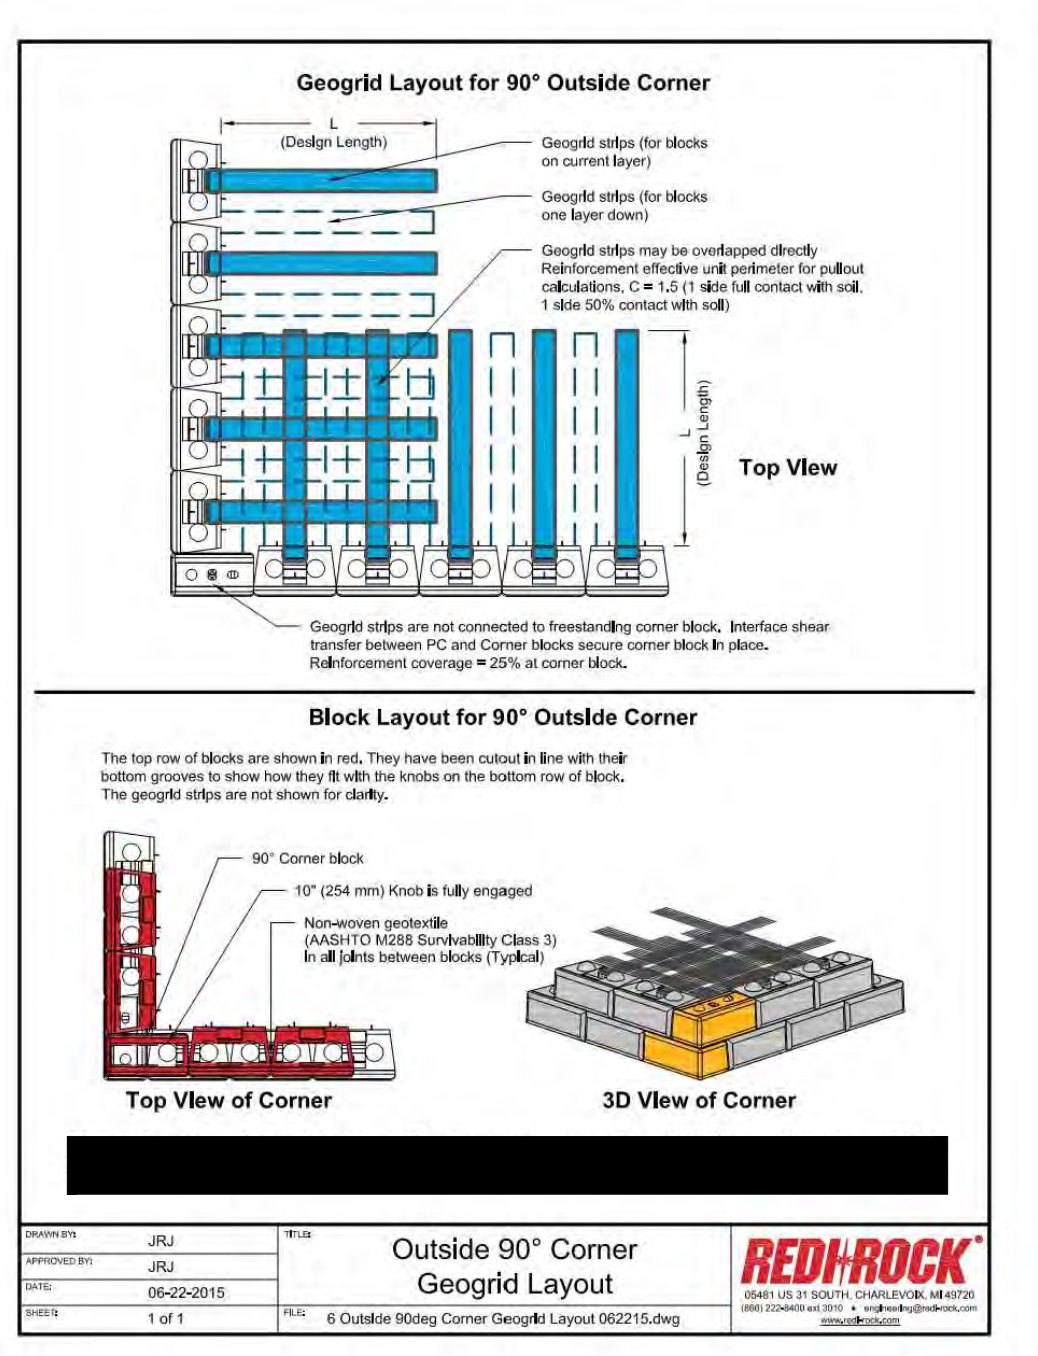 Geogrid Layout for 90° Outside Corner
L
(Design Length)
Geogrid strips (for blocks
on current layer)
Geogrid strips (for blocks
one layer down)
Geogrid strips may be overlapped directly
Reinforcement effective unit perimeter for pullout
calculations, C = 1.5 (1 side full contact with soil,
1 side 50% contact with soil)
L
(Design Length)
Top View
Geogrid strips are not connected to freestanding corner block. Interface shear
transfer between PC and Corner blocks secure corner block in place.
Reinforcement coverage = 25% at corner block.
Block Layout for 90° Outside Corner
The top row of blocks are shown in red. They have been cutout in line with their
bottom grooves to show how they fit with the knobs on the bottom row of block.
The geogrid strips are not shown for clarity.
90° Corner block
10" (254 mm) Knob is fully engaged
Non-woven geotextile
(AASHTO M288 Survivability Class 3)
In all joints between blocks (Typical)
Top View of Corner
3D View of Corner
DRAWN BY:
JRJ
APPROVED BY:
JRJ
DATE:
06-22-2015
SHEET:
1 of 1
TITLE:
Outside 90° Corner
Geogrid Layout
FILE:
6 Outside 90deg Corner Geogrid Layout 062215.dwg
REDI-ROCK®
05481 US 31 SOUTH, CHARLEVOIX, MI 49720
(866) 222-8400 ext 3010 • engineering@redi-rock.com
www.redi-rock.com